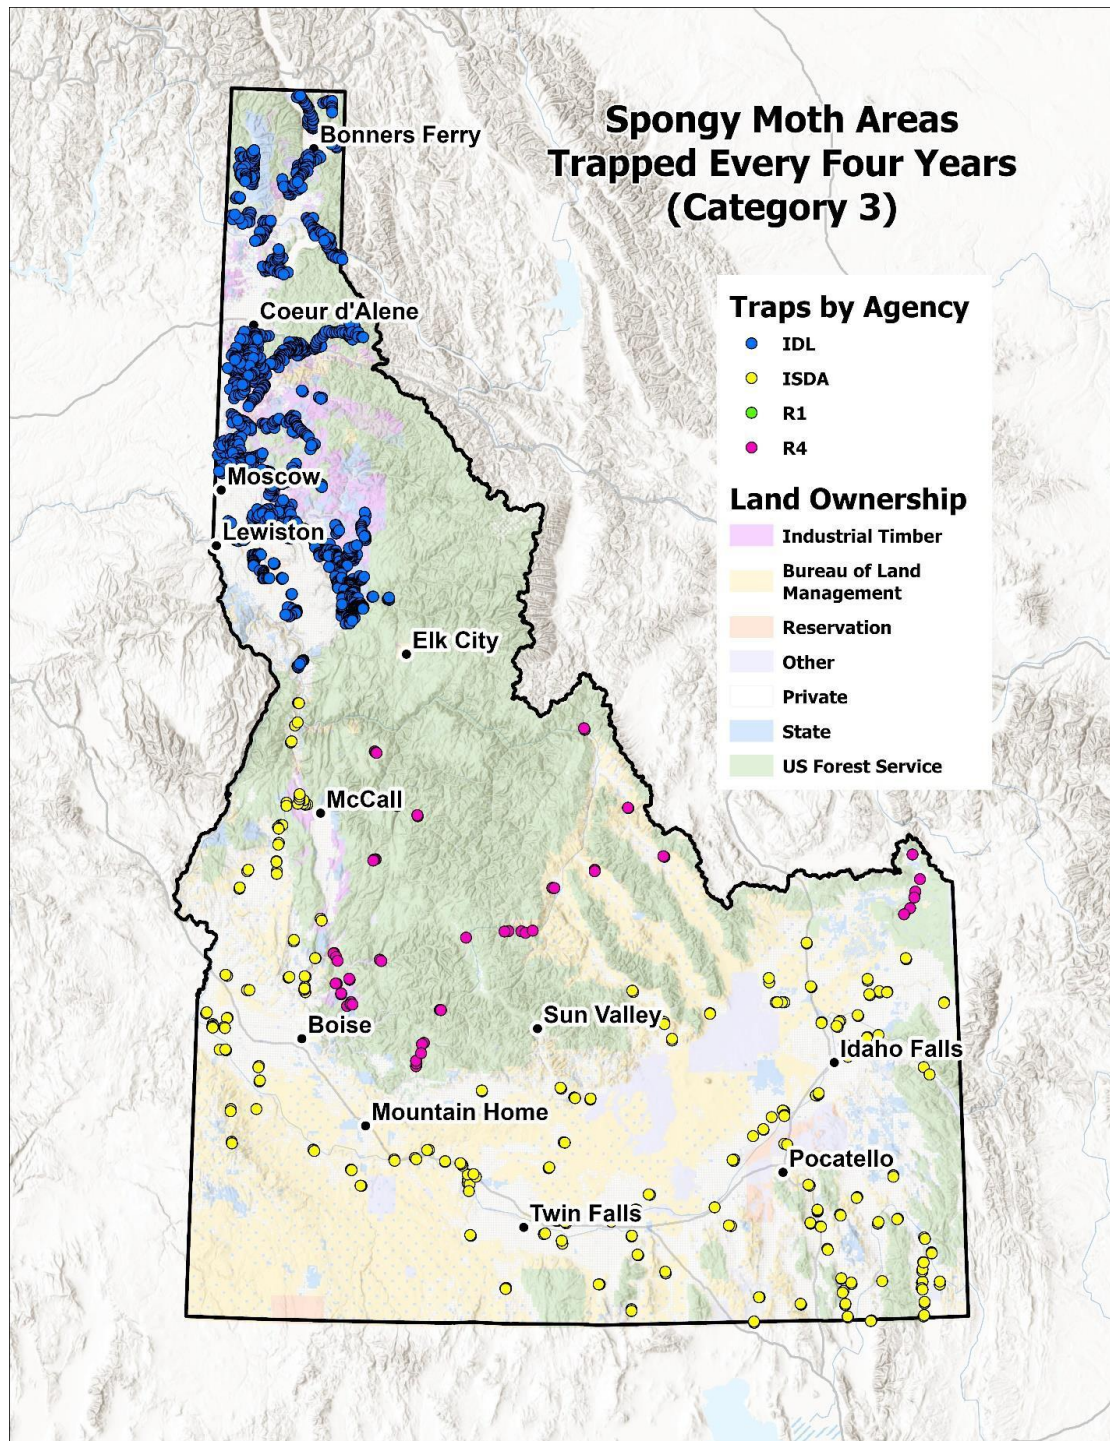 Spongy Moth Areas
Trapped Every Four Years
(Category 3)
Bonners Ferry
Coeur d'Alene
Moscow
Lewiston
Elk City
McCall
Boise
Sun Valley
Idaho Falls
Mountain Home
Pocatello
Twin Falls
Traps by Agency
IDL
ISDA
R1
R4
Land Ownership
Industrial Timber
Bureau of Land
Management
Reservation
Other
Private
State
US Forest Service